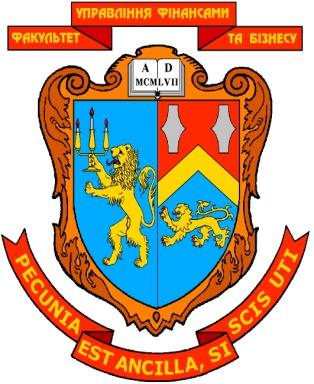 УПРАВЛІННЯ ФІНАНСАМИ
ФАКУЛЬТЕТ ТА БІЗНЕСУ
A D
MCMLVII
PECUNIA EST ANCILLA, SI SCIS UTI